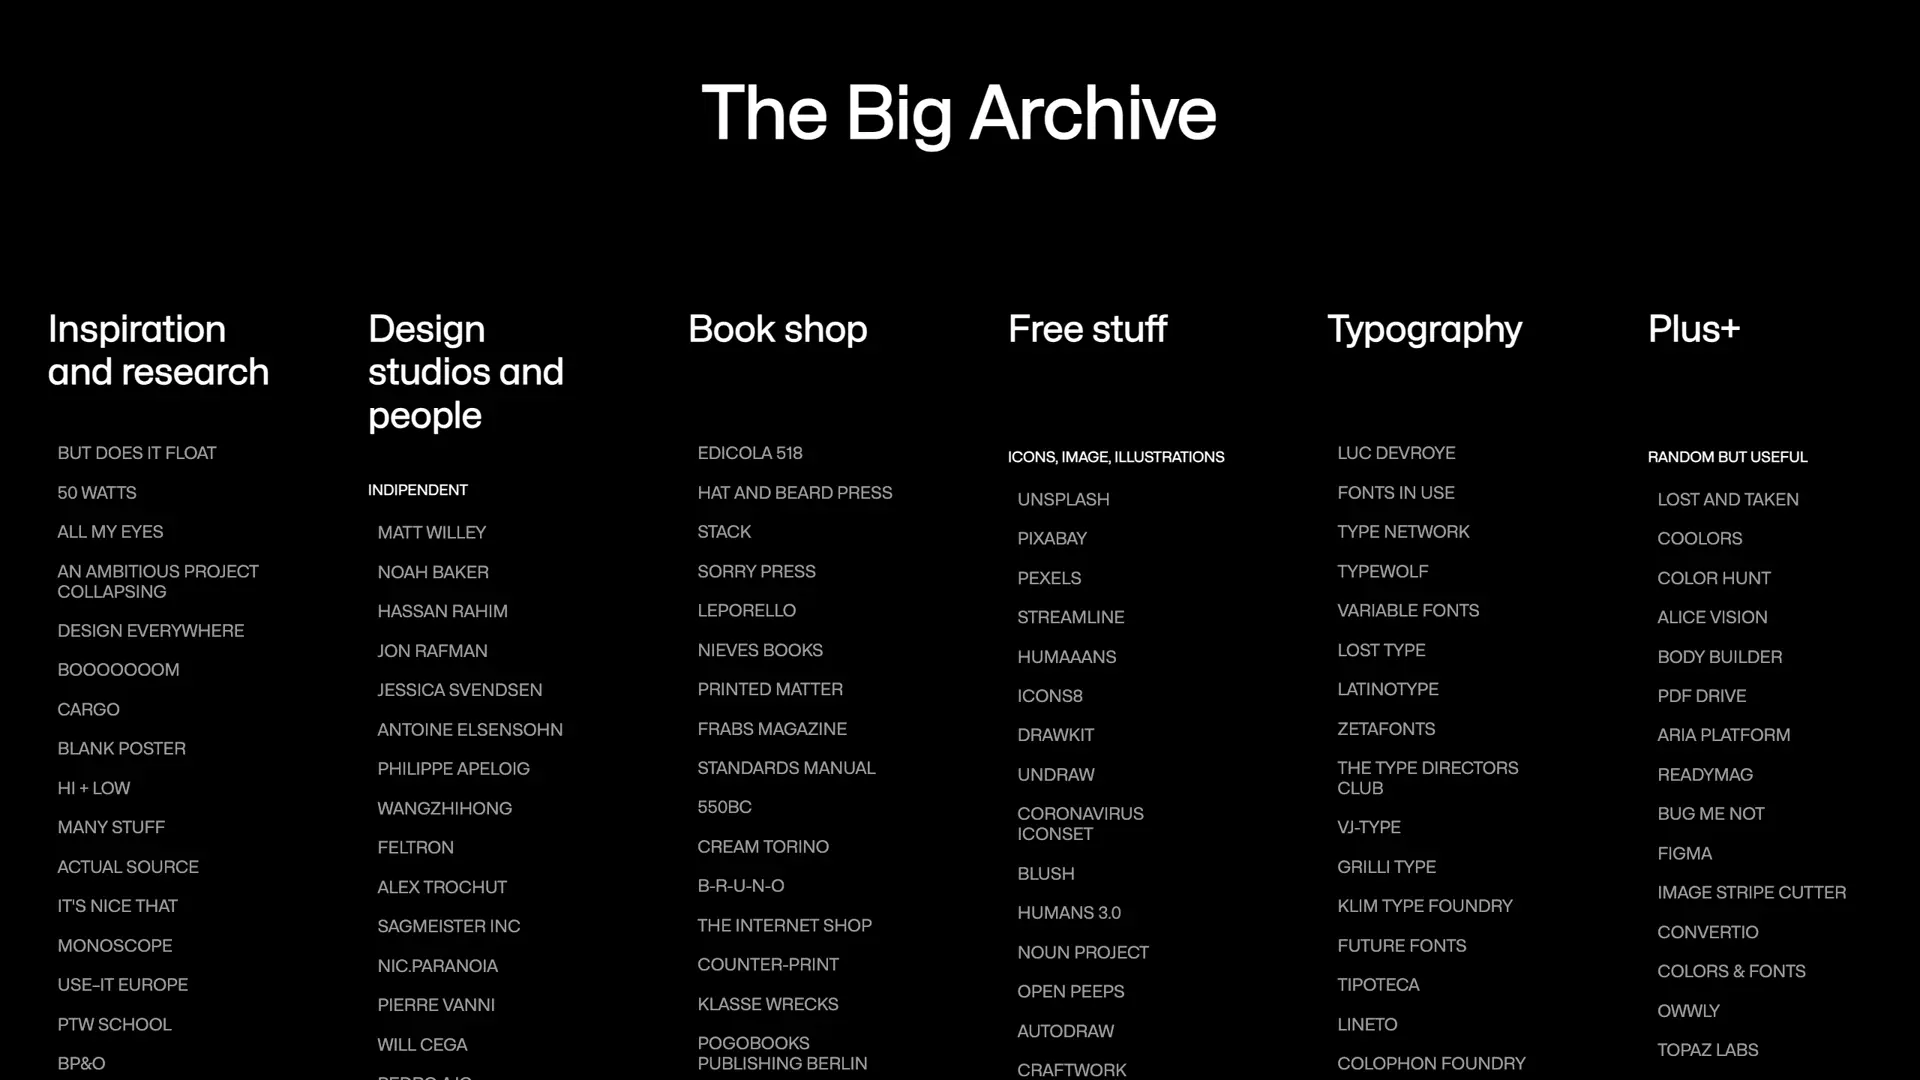 The Big Archive
Inspiration
and research
BUT DOES IT FLOAT
50 WATTS
ALL MY EYES
AN AMBITIOUS PROJECT
COLLAPSING
DESIGN EVERYWHERE
BOOOOOOOM
CARGO
BLANK POSTER
HI + LOW
MANY STUFF
ACTUAL SOURCE
IT'S NICE THAT
MONOSCOPE
USE–IT EUROPE
PTW SCHOOL
BP&O
Design
studios and
people
INDIPENDENT
MATT WILLEY
NOAH BAKER
HASSAN RAHIM
JON RAFMAN
JESSICA SVENDSEN
ANTOINE ELSENSOHN
PHILIPPE APELOIG
WANGZHIHONG
FELTRON
ALEX TROCHUT
SAGMEISTER INC
NIC.PARANOIA
PIERRE VANNI
WILL CEGA
Book shop
EDICOLA 518
HAT AND BEARD PRESS
STACK
SORRY PRESS
LEPORELLO
NIEVES BOOKS
PRINTED MATTER
FRABS MAGAZINE
STANDARDS MANUAL
550BC
CREAM TORINO
B-R-U-N-O
THE INTERNET SHOP
COUNTER-PRINT
KLASSE WRECKS
POGOBOOKS
PUBLISHING BERLIN
Free stuff
ICONS, IMAGE, ILLUSTRATIONS
UNSPLASH
PIXABAY
PEXELS
STREAMLINE
HUMAAANS
ICONS8
DRAWKIT
UNDRAW
CORONAVIRUS
ICONSET
BLUSH
HUMANS 3.0
NOUN PROJECT
OPEN PEEPS
AUTODRAW
CRAFTWORK
Typography
LUC DEVROYE
FONTS IN USE
TYPE NETWORK
TYPEWOLF
VARIABLE FONTS
LOST TYPE
LATINOTYPE
ZETAFONTS
THE TYPE DIRECTORS
CLUB
VJ-TYPE
GRILLI TYPE
KLIM TYPE FOUNDRY
FUTURE FONTS
TIPOTECA
LINETO
COLOPHON FOUNDRY
Plus+
RANDOM BUT USEFUL
LOST AND TAKEN
COOLORS
COLOR HUNT
ALICE VISION
BODY BUILDER
PDF DRIVE
ARIA PLATFORM
READYMAG
BUG ME NOT
FIGMA
IMAGE STRIPE CUTTER
CONVERTIO
COLORS & FONTS
OWWLY
TOPAZ LABS